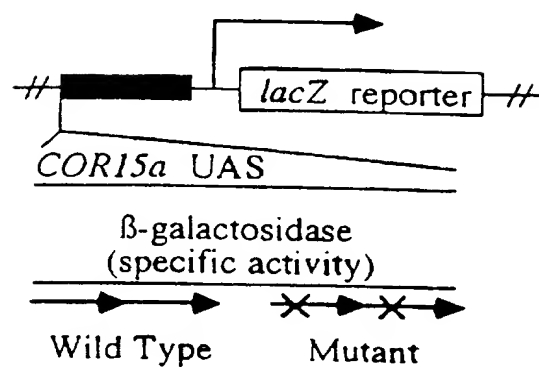 lacZ reporter
COR15a UAS
ß-galactosidase
(specific activity)
Wild Type Mutant